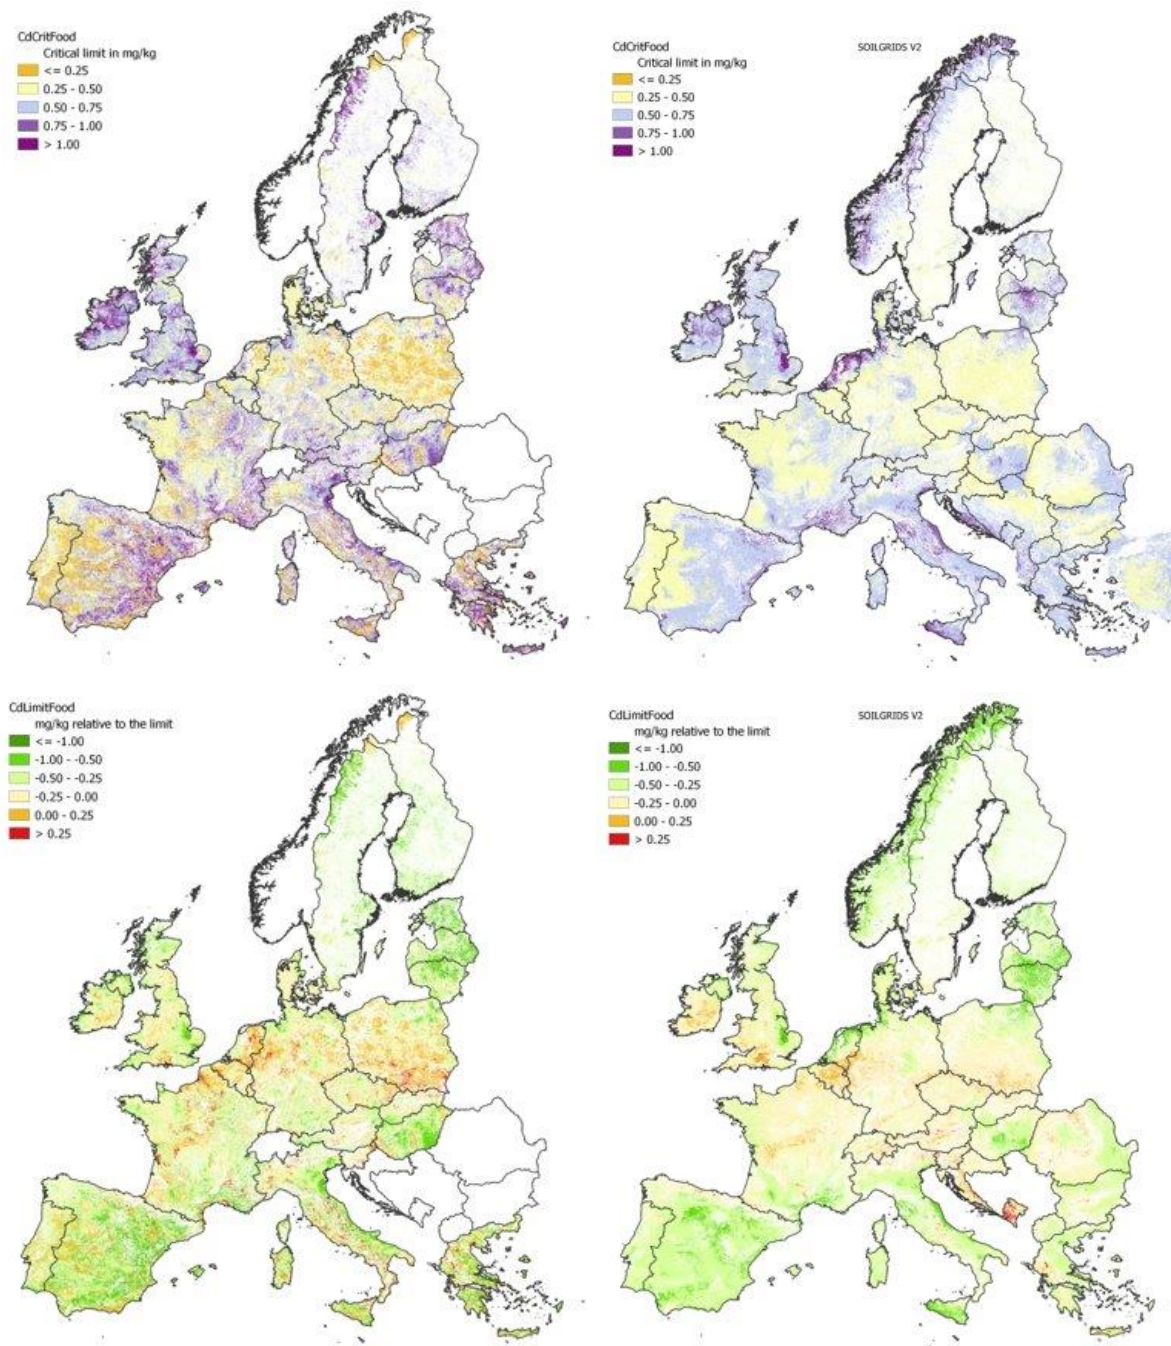 CdCritFood
Critical limit in mg/kg
<= 0.25
0.25 - 0.50
0.50 - 0.75
0.75 - 1.00
> 1.00
CdCritFood
SOILGRIDS V2
Critical limit in mg/kg
<= 0.25
0.25 - 0.50
0.50 - 0.75
0.75 - 1.00
> 1.00
CdLimitFood
mg/kg relative to the limit
<= -1.00
-1.00 - -0.50
-0.50 - -0.25
-0.25 - 0.00
0.00 - 0.25
> 0.25
CdLimitFood
SOILGRIDS V2
mg/kg relative to the limit
<= -1.00
-1.00 - -0.50
-0.50 - -0.25
-0.25 - 0.00
0.00 - 0.25
> 0.25